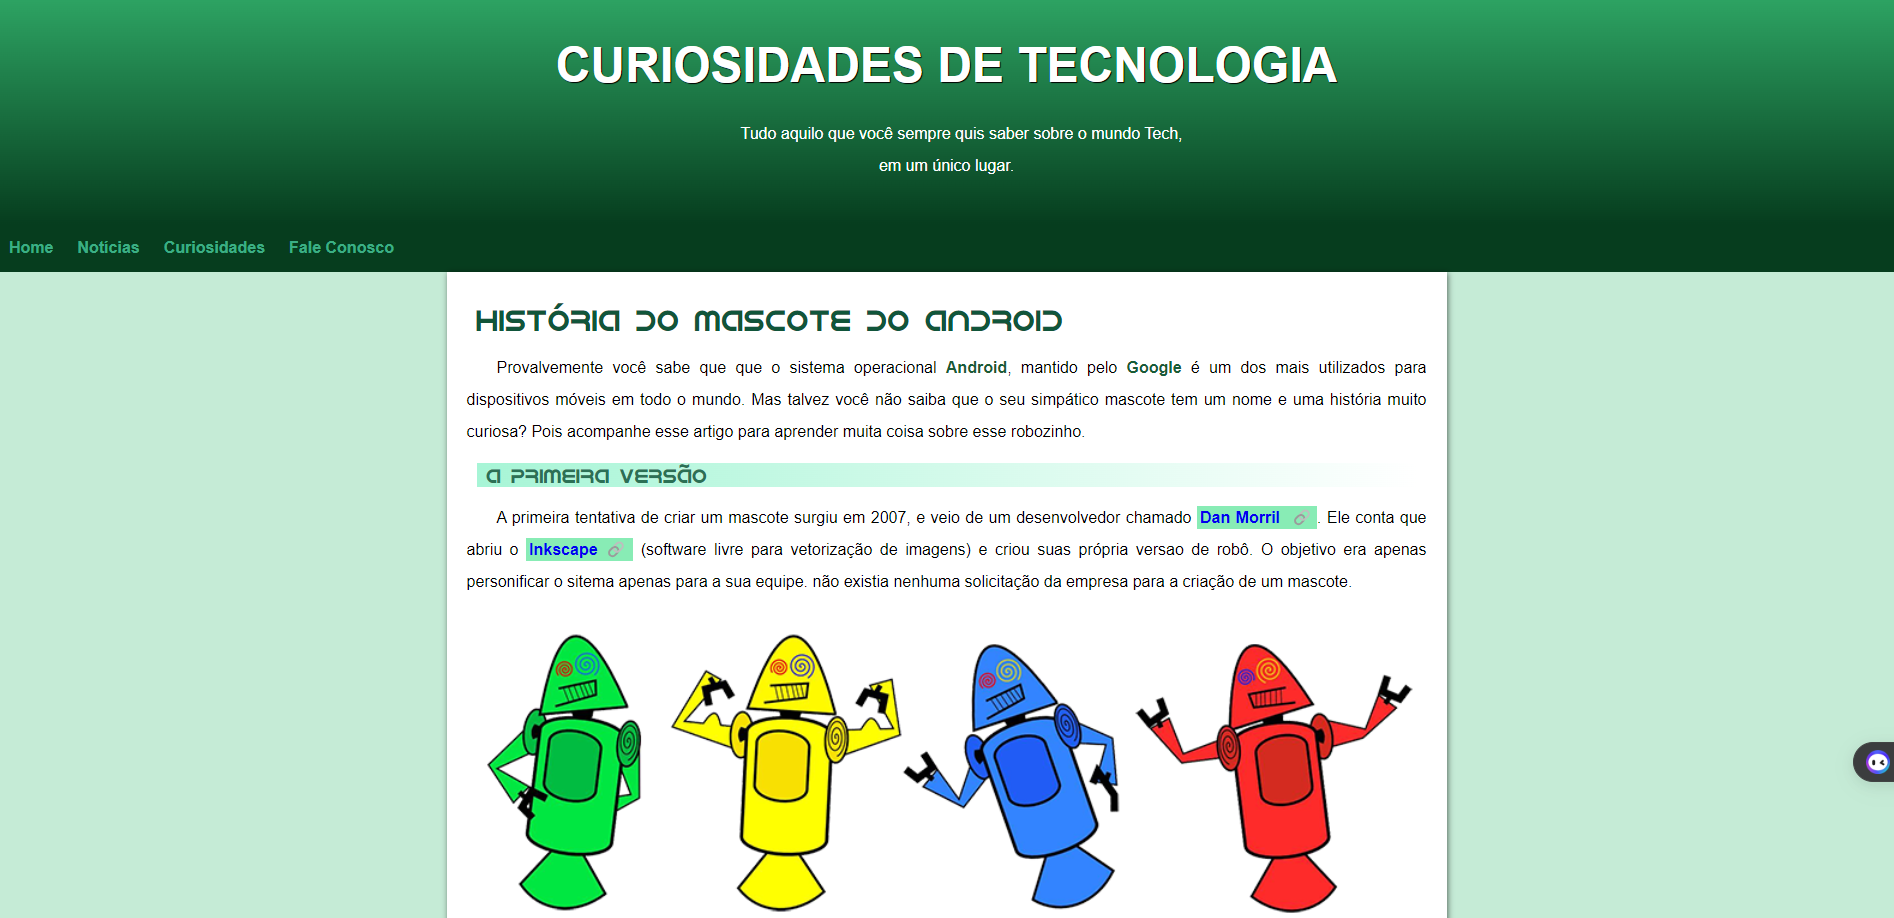 CURIOSIDADES DE TECNOLOGIA
Tudo aquilo que você sempre quis saber sobre o mundo Tech,
em um único lugar.
Home Notícias Curiosidades Fale Conosco
História do Mascote do Android
Provalvemente você sabe que que o sistema operacional Android, mantido pelo Google é um dos mais utilizados para
dispositivos móveis em todo o mundo. Mas talvez você não saiba que o seu simpático mascote tem um nome e uma história muito
curiosa? Pois acompanhe esse artigo para aprender muita coisa sobre esse robozinho.
A primeira versão
A primeira tentativa de criar um mascote surgiu em 2007, e veio de um desenvolvedor chamado Dan Morril 🔗. Ele conta que
abriu o Inkscape 🔗 (software livre para vetorização de imagens) e criou suas própria versao de robô. O objetivo era apenas
personificar o sitema apenas para a sua equipe. não existia nenhuma solicitação da empresa para a criação de um mascote.